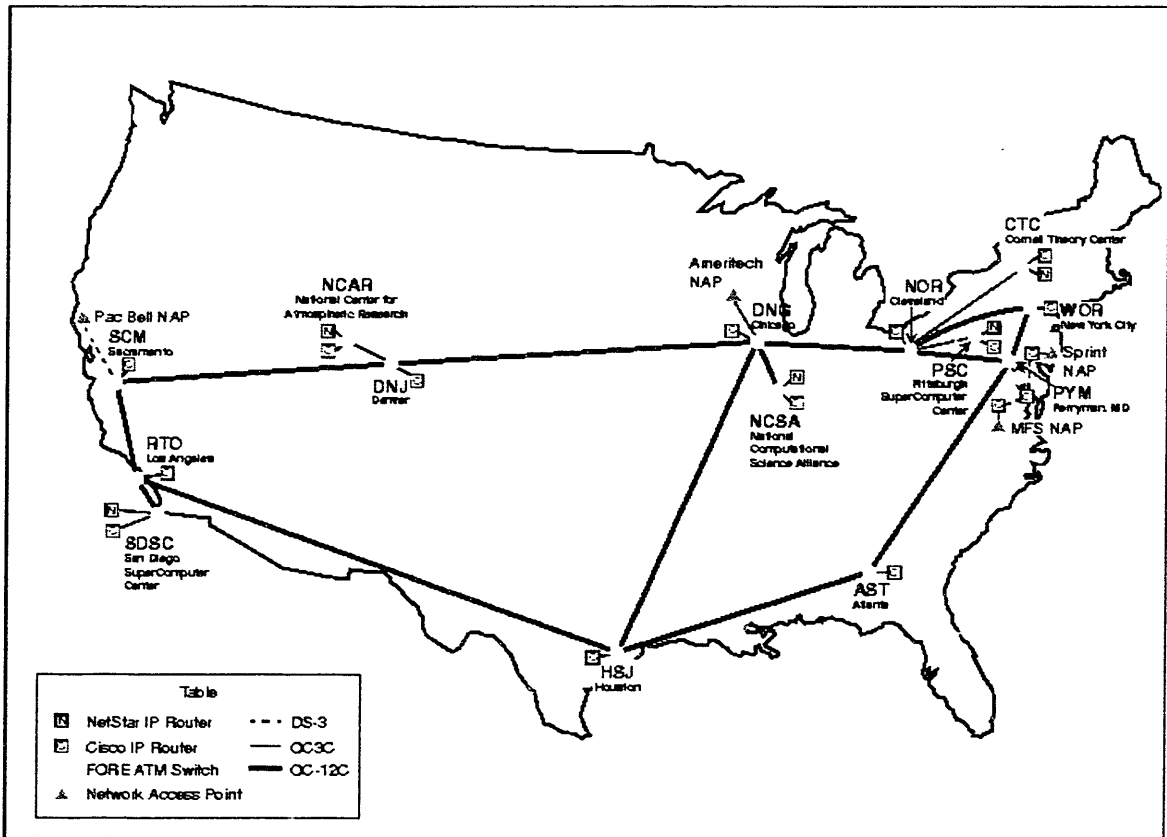 CTC
Cornell Theory Center
Ameritech
NAP
NOR
Cleveland
NCAR
National Center for
Atmospheric Research
DNG
Chicago
WOR
New York City
Pac Bell NAP
SCM
Sacramento
Sprint
NAP
PSC
Pittsburgh
SuperComputer
Center
DNJ
Denver
PYM
Perryman, MD
NCSA
National
Computational
Science Alliance
MFS NAP
RTO
Los Angeles
SDSC
San Diego
SuperComputer
Center
AST
Atlanta
HSJ
Houston
Table
N NetStar IP Router
DS-3
C Cisco IP Router
OC3C
FORE ATM Switch
OC-12C
Network Access Point